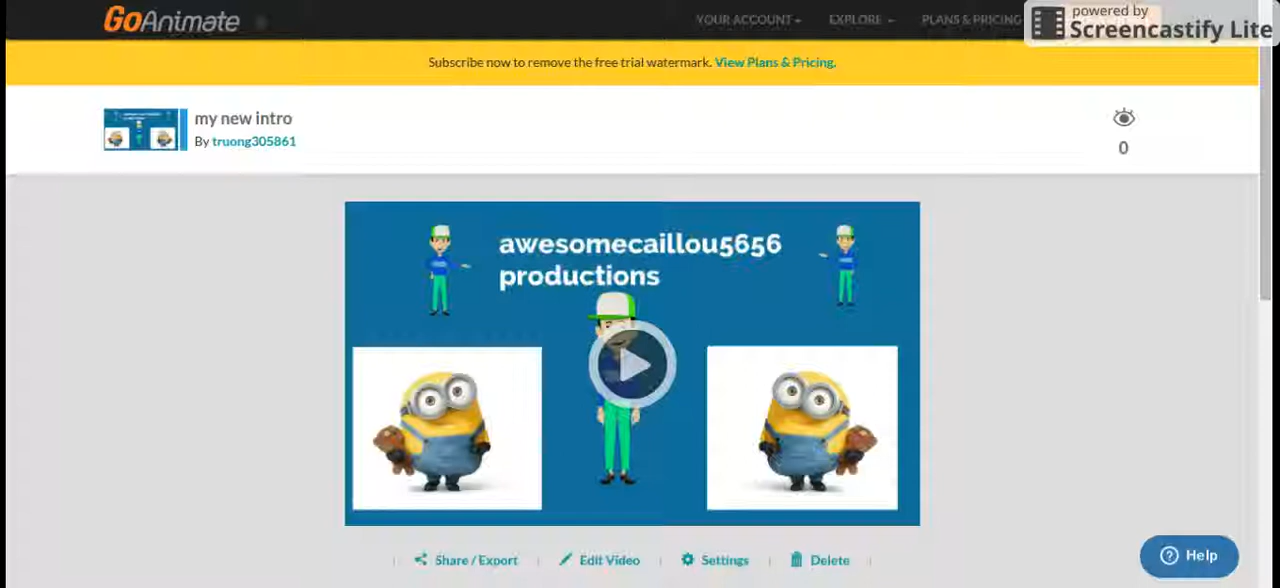 GoAnimate
YOUR ACCOUNT
EXPLORE
PLANS & PRICING
powered by
Screencastify Lite
Subscribe now to remove the free trial watermark. View Plans & Pricing.
my new intro
By truong305861
0
awesomecaillou5656
productions
Share / Export
Edit Video
Settings
Delete
Help